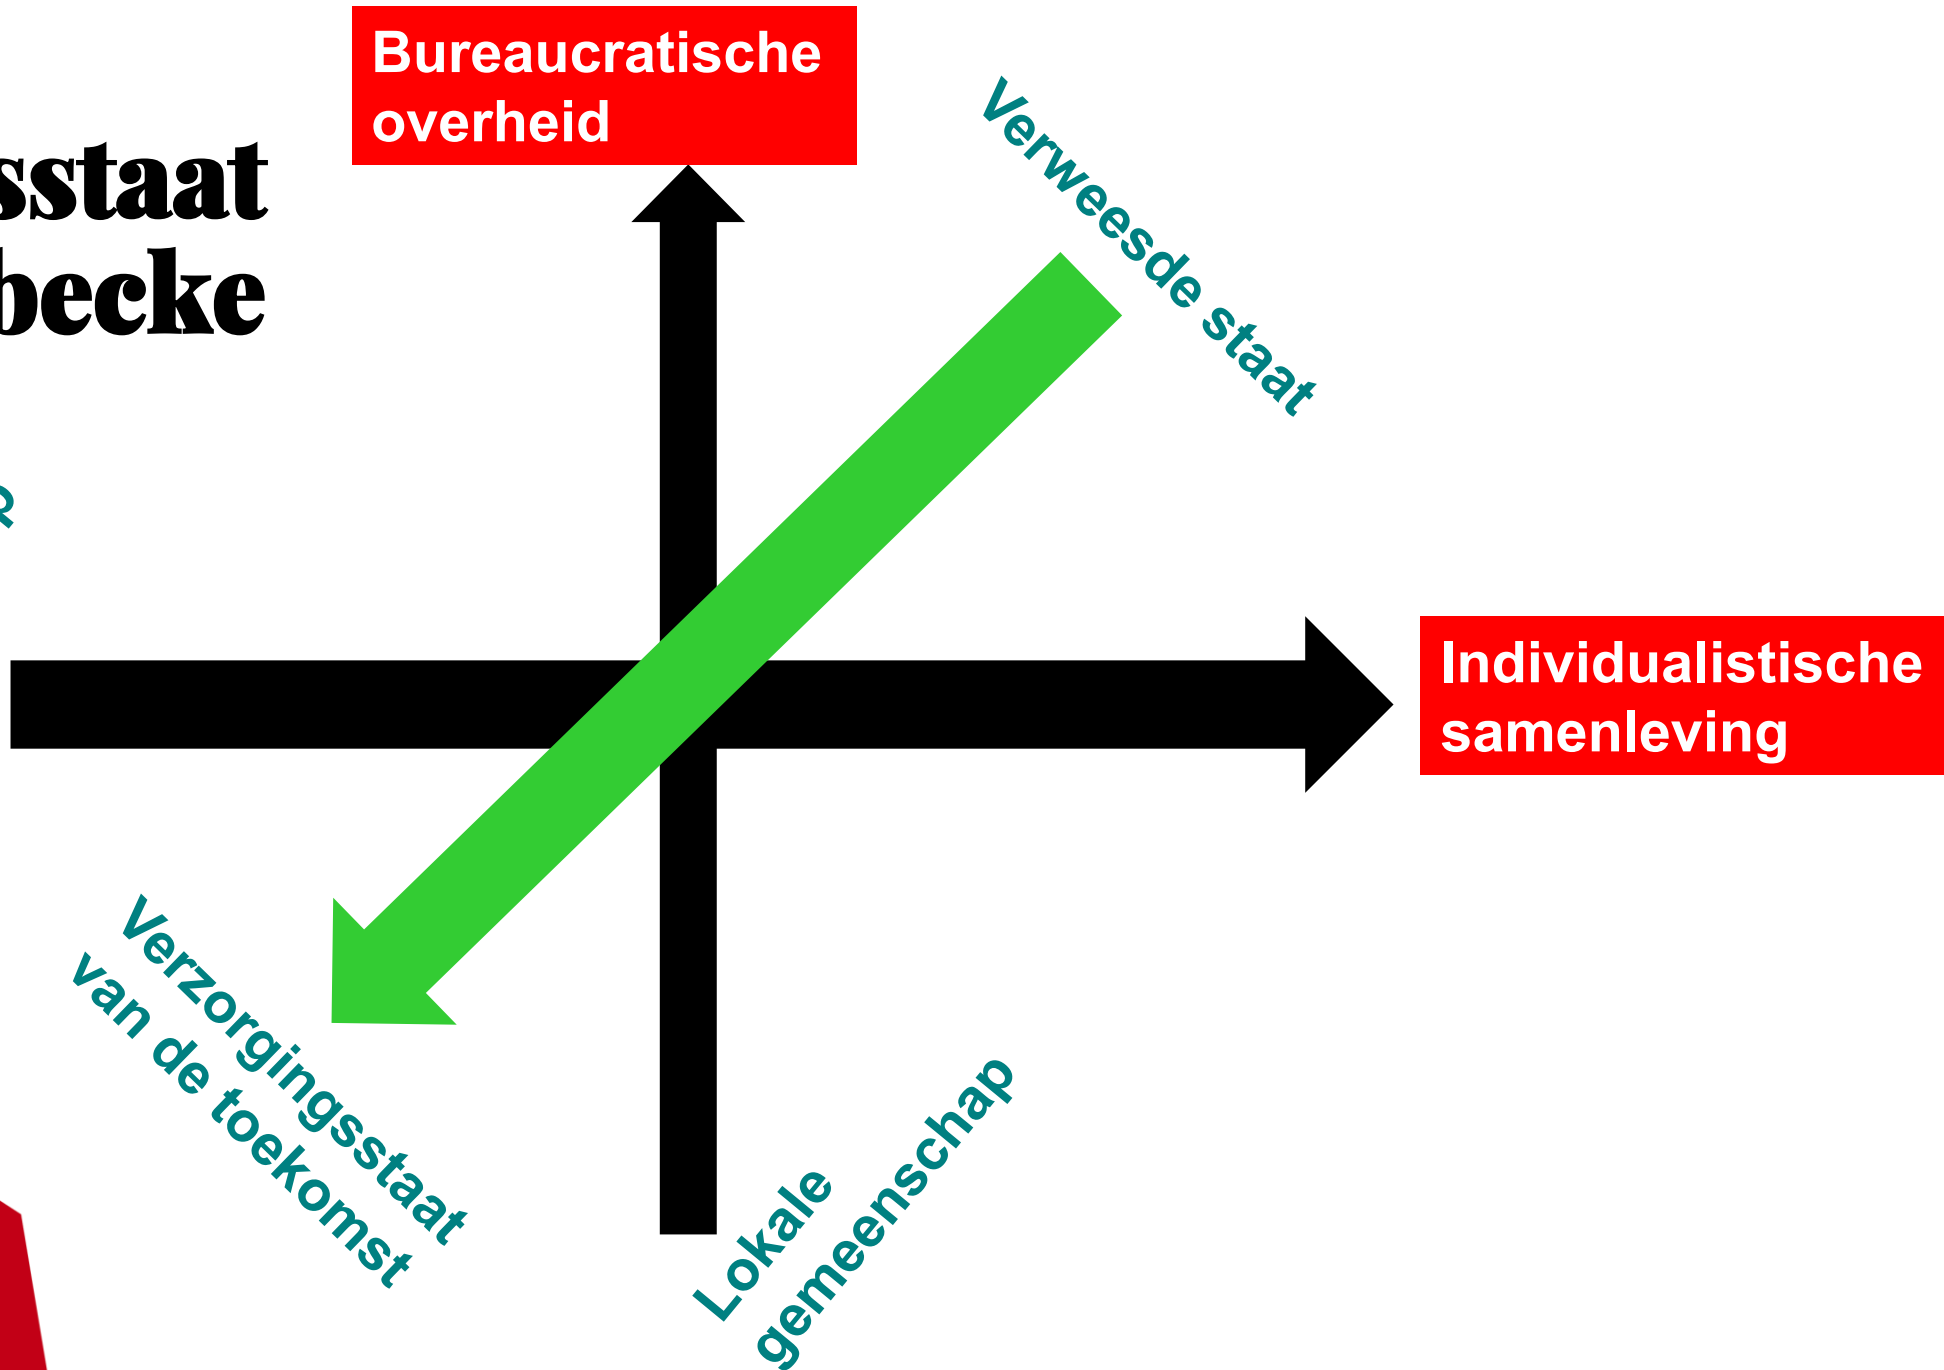 Bureaucratische
overheid
Verweesde staat
sstaat
becke
Individualistische
samenleving
Verzorgingsstaat
van de toekomst
Lokale
gemeenschap